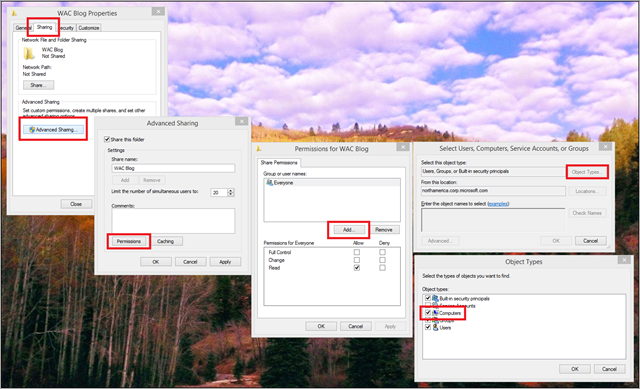 WAC Blog Properties
General Sharing Security Customize
Network File and Folder Sharing
WAC Blog
Not Shared
Network Path:
Not Shared
Share...
Advanced Sharing
Set custom permissions, create multiple shares, and set other
advanced sharing options.
Advanced Sharing...
Close
Advanced Sharing
Share this folder
Settings
Share name:
WAC Blog
Add Remove
Limit the number of simultaneous users to: 20
Comments:
Permissions Caching
OK Cancel Apply
Permissions for WAC Blog
Share Permissions
Group or user names:
Everyone
Add... Remove
Permissions for Everyone Allow Deny
Full Control
Change
Read
OK Cancel Apply
Select Users, Computers, Service Accounts, or Groups
Select this object type:
Users, Groups, or Built-in security principals Object Types...
From this location:
northamerica.corp.microsoft.com Locations...
Enter the object names to select (examples):
Check Names
Advanced... OK Cancel
Object Types
Select the types of objects you want to find.
Object types:
Built-in security principals
Accounts
Computers
Groups
Users
OK Cancel